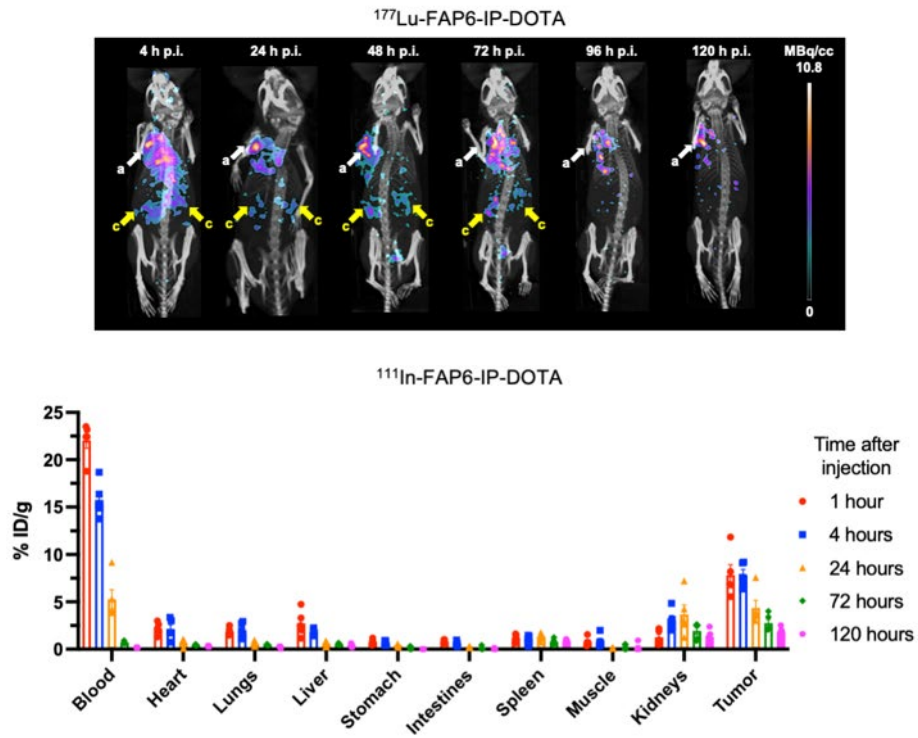 ¹⁷⁷Lu-FAP6-IP-DOTA
4 h p.i. 24 h p.i. 48 h p.i. 72 h p.i. 96 h p.i. 120 h p.i. MBq/cc
10.8
a a a a a a
c c c c c c c c
0
¹¹¹In-FAP6-IP-DOTA
% ID/g
25
20
15
10
5
0
Blood Heart Lungs Liver Stomach Intestines Spleen Muscle Kidneys Tumor
Time after
injection
1 hour
4 hours
24 hours
72 hours
120 hours